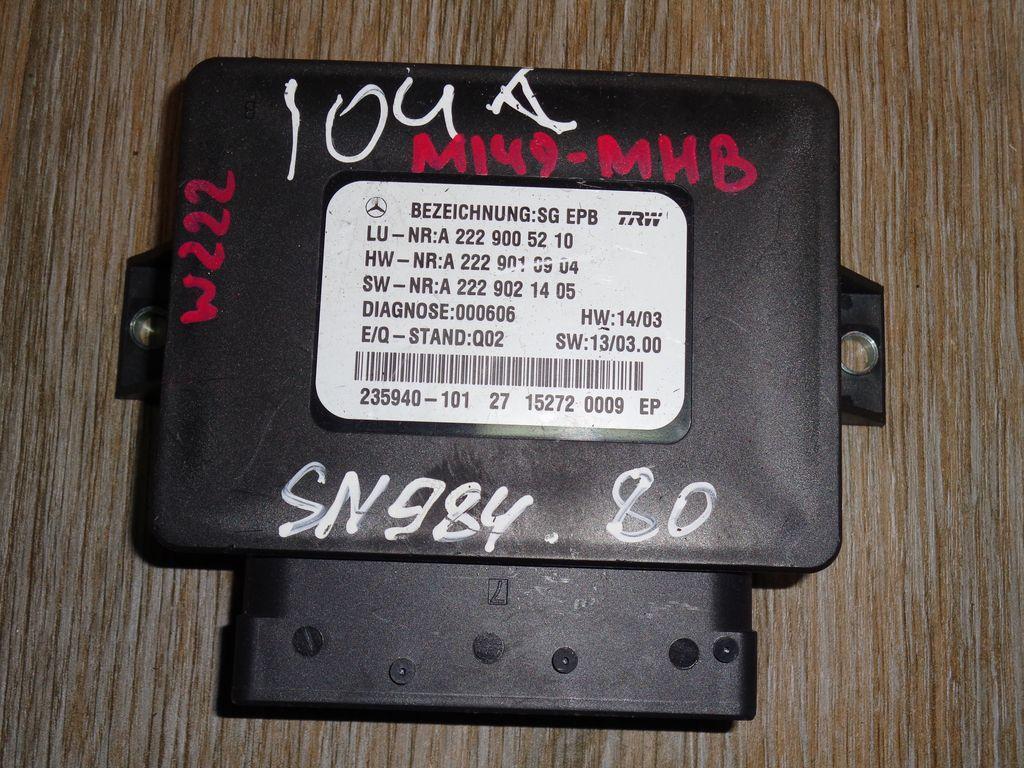 104A
M149-MHB
W222
BEZEICHNUNG:SG EPB TRW
LU-NR:A 222 900 52 10
HW-NR:A 222 901 09 04
SW-NR:A 222 902 14 05
DIAGNOSE:000606 HW:14/03
E/Q-STAND:Q02 SW:13/03.00
235940-101 27 15272 0009 EP
SN984. 80
7